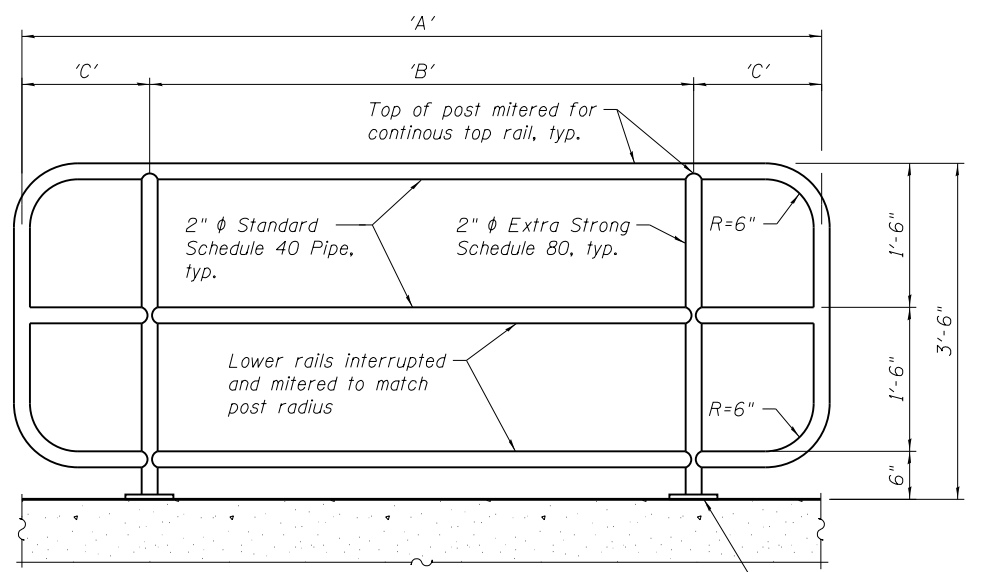 'A'
'C'
'B'
'C'
Top of post mitered for
continous top rail, typ.
2" ϕ Standard
Schedule 40 Pipe,
typ.
2" ϕ Extra Strong
Schedule 80, typ.
R=6"
1'-6"
3'-6"
Lower rails interrupted
and mitered to match
post radius
1'-6"
R=6"
6"